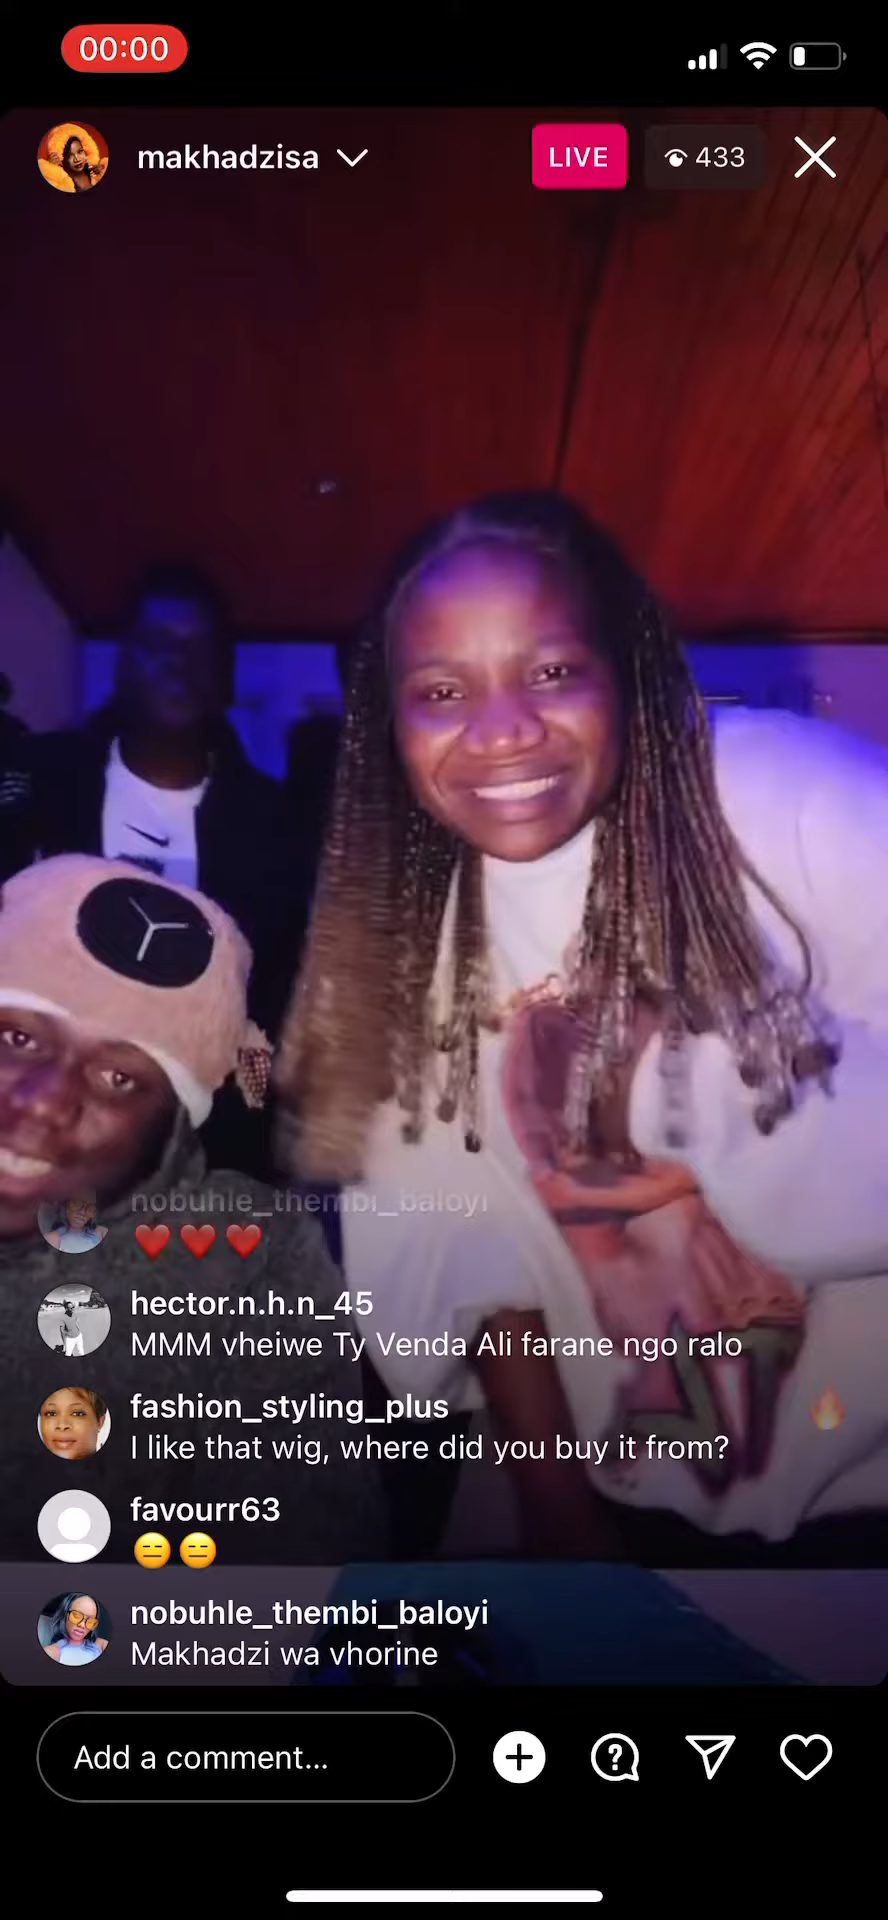 00:00
makhadzisa
LIVE
433
nobuhle_thembi_baloyi
❤️ ❤️ ❤️
hector.n.h.n_45
MMM vheiwe Ty Venda Ali farane ngo ralo
fashion_styling_plus
I like that wig, where did you buy it from?
favourr63
😑 😑
nobuhle_thembi_baloyi
Makhadzi wa vhorine
Add a comment...